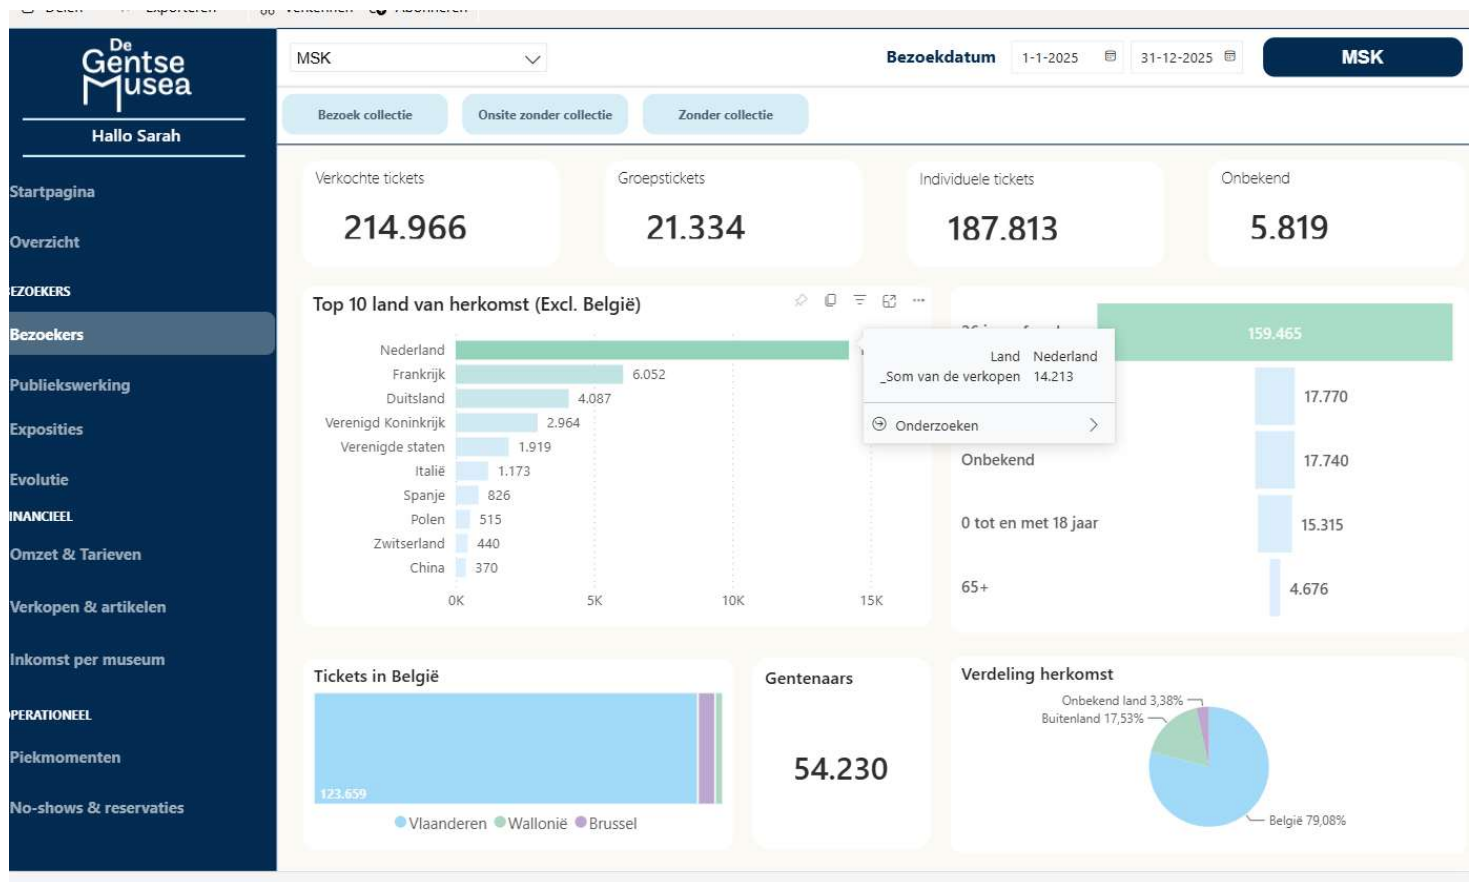 De
Gentse
Musea
Hallo Sarah
Startpagina
Overzicht
EZOEKERS
Bezoekers
Publiekswerking
Exposities
Evolutie
INANCIEEL
Omzet & Tarieven
Verkopen & artikelen
Inkomst per museum
PERATIONEEL
Piekmomenten
No-shows & reservaties
MSK
Bezoekdatum 1-1-2025 31-12-2025 MSK
Bezoek collectie Onsite zonder collectie Zonder collectie
Verkochte tickets
214.966
Groepstickets
21.334
Individuele tickets
187.813
Onbekend
5.819
Top 10 land van herkomst (Excl. België)
Nederland
Frankrijk 6.052
Duitsland 4.087
Verenigd Koninkrijk 2.964
Verenigde staten 1.919
Italië 1.173
Spanje 826
Polen 515
Zwitserland 440
China 370
0K 5K 10K 15K
Land Nederland
_Som van de verkopen 14.213
Onderzoeken
159.465
17.770
Onbekend 17.740
0 tot en met 18 jaar 15.315
65+ 4.676
Tickets in België
123.659
Vlaanderen Wallonië Brussel
Gentenaars
54.230
Verdeling herkomst
Onbekend land 3,38%
Buitenland 17,53%
België 79,08%